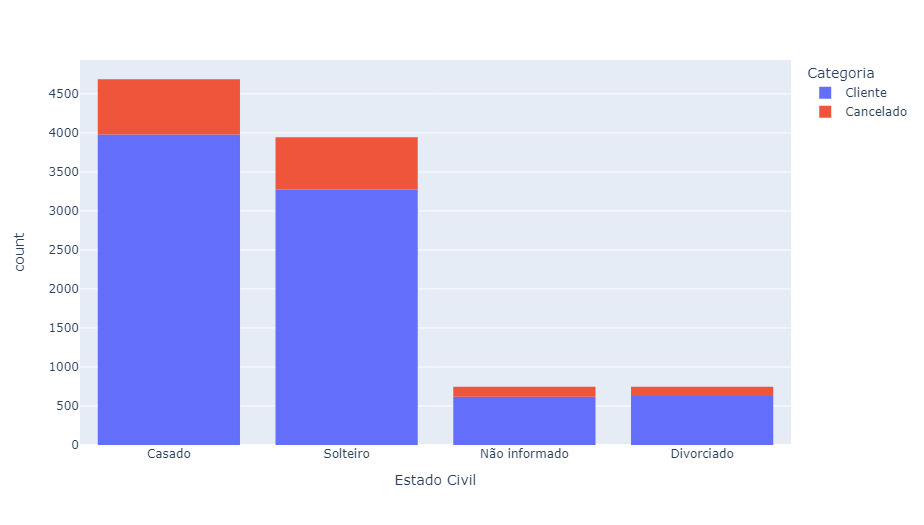 Categoria
Cliente
Cancelado
4500
4000
3500
3000
2500
2000
1500
1000
500
0
count
Casado
Solteiro
Não informado
Divorciado
Estado Civil